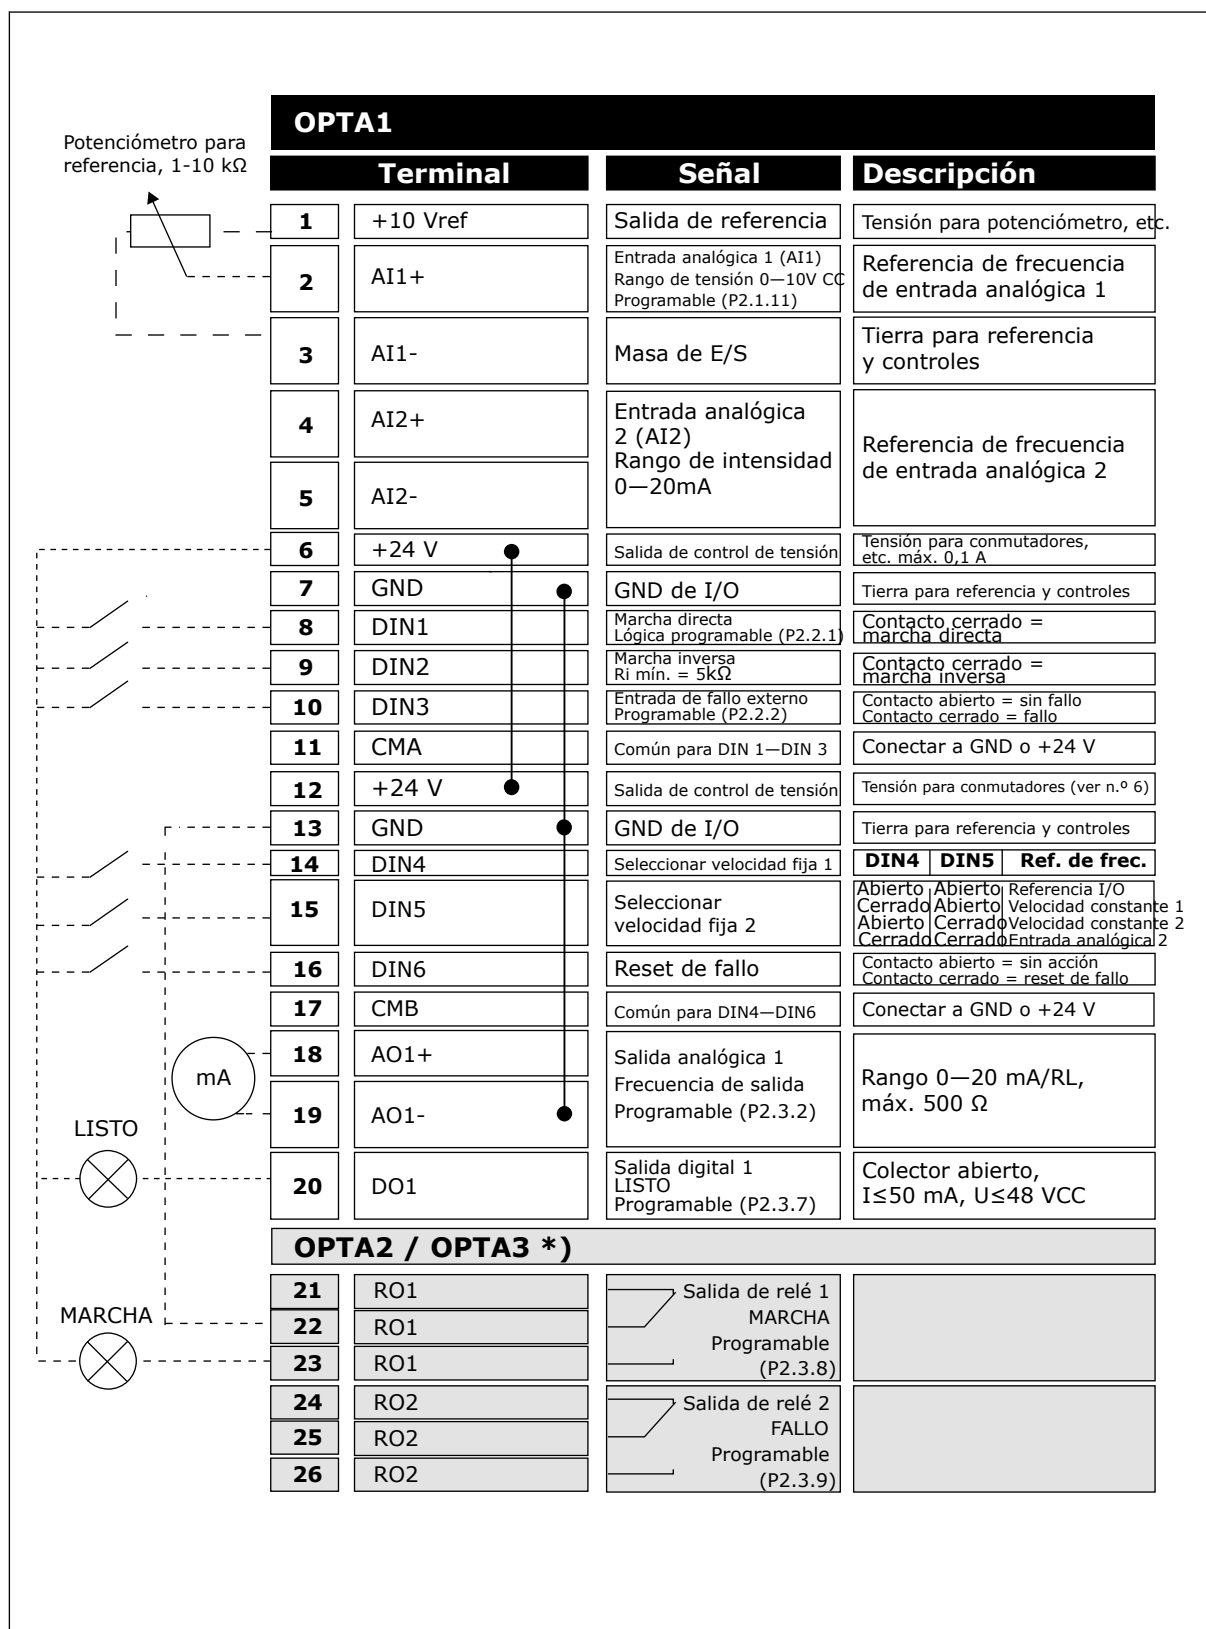 Potenciómetro para
referencia, 1-10 kΩ
OPTA1
Terminal Señal Descripción
1 +10 Vref Salida de referencia Tensión para potenciómetro, etc.
2 AI1+ Entrada analógica 1 (AI1)
Rango de tensión 0—10V CC
Programable (P2.1.11)
Referencia de frecuencia
de entrada analógica 1
3 AI1- Masa de E/S Tierra para referencia
y controles
4 AI2+ Entrada analógica
2 (AI2)
Rango de intensidad
0—20mA
Referencia de frecuencia
de entrada analógica 2
5 AI2-
6 +24 V Salida de control de tensión Tensión para conmutadores,
etc. máx. 0,1 A
7 GND GND de I/O Tierra para referencia y controles
8 DIN1 Marcha directa
Lógica programable (P2.2.1)
Contacto cerrado =
marcha directa
9 DIN2 Marcha inversa
Ri mín. = 5kΩ
Contacto cerrado =
marcha inversa
10 DIN3 Entrada de fallo externo
Programable (P2.2.2)
Contacto abierto = sin fallo
Contacto cerrado = fallo
11 CMA Común para DIN 1—DIN 3 Conectar a GND o +24 V
12 +24 V Salida de control de tensión Tensión para conmutadores (ver n.º 6)
13 GND GND de I/O Tierra para referencia y controles
14 DIN4 Seleccionar velocidad fija 1 DIN4 DIN5 Ref. de frec.
15 DIN5 Seleccionar
velocidad fija 2
Abierto Abierto Referencia I/O
Cerrado Abierto Velocidad constante 1
Abierto Cerrado Velocidad constante 2
Cerrado Cerrado Entrada analógica 2
16 DIN6 Reset de fallo Contacto abierto = sin acción
Contacto cerrado = reset de fallo
17 CMB Común para DIN4—DIN6 Conectar a GND o +24 V
mA
18 AO1+ Salida analógica 1
Frecuencia de salida
Programable (P2.3.2)
Rango 0—20 mA/RL,
máx. 500 Ω
19 AO1-
LISTO
20 DO1 Salida digital 1
LISTO
Programable (P2.3.7)
Colector abierto,
I≤50 mA, U≤48 VCC
OPTA2 / OPTA3 *)
MARCHA
21 RO1 Salida de relé 1
22 RO1 MARCHA
Programable
23 RO1 (P2.3.8)
24 RO2 Salida de relé 2
25 RO2 FALLO
Programable
26 RO2 (P2.3.9)